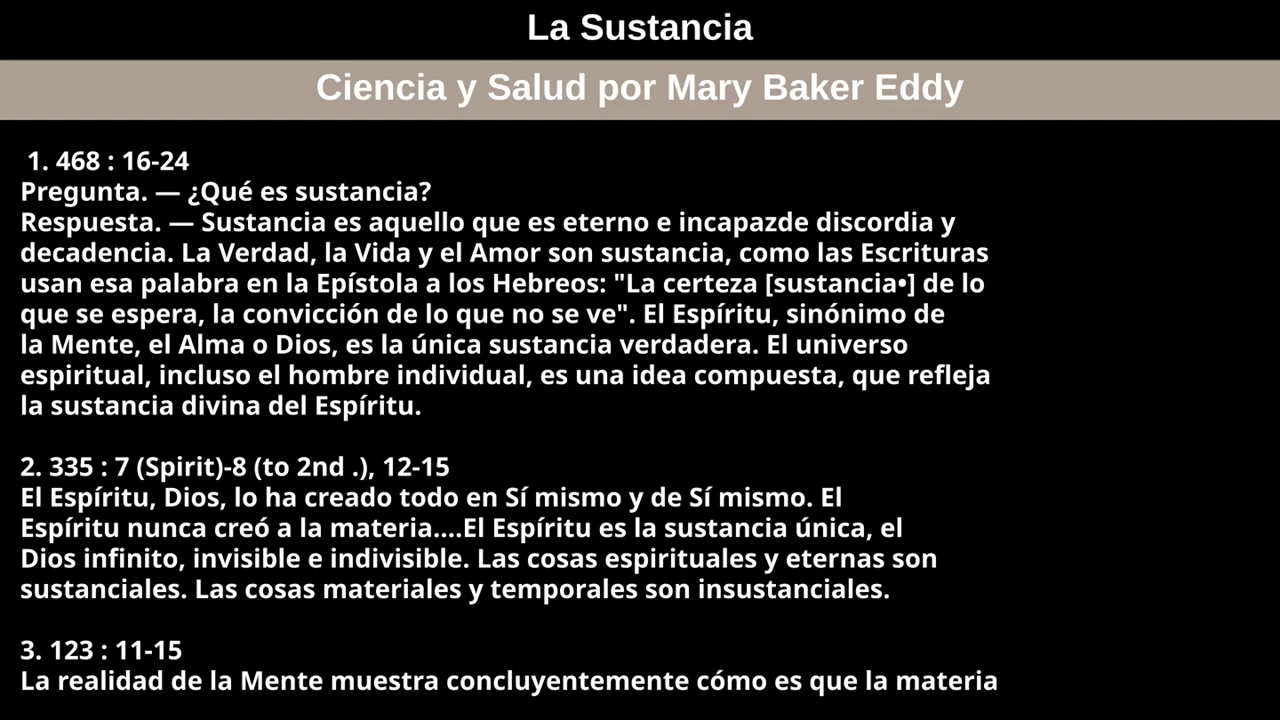 La Sustancia
Ciencia y Salud por Mary Baker Eddy
1. 468 : 16-24
Pregunta. — ¿Qué es sustancia?
Respuesta. — Sustancia es aquello que es eterno e incapazde discordia y
decadencia. La Verdad, la Vida y el Amor son sustancia, como las Escrituras
usan esa palabra en la Epístola a los Hebreos: "La certeza [sustancia•] de lo
que se espera, la convicción de lo que no se ve". El Espíritu, sinónimo de
la Mente, el Alma o Dios, es la única sustancia verdadera. El universo
espiritual, incluso el hombre individual, es una idea compuesta, que refleja
la sustancia divina del Espíritu.
2. 335 : 7 (Spirit)-8 (to 2nd .), 12-15
El Espíritu, Dios, lo ha creado todo en Sí mismo y de Sí mismo. El
Espíritu nunca creó a la materia....El Espíritu es la sustancia única, el
Dios infinito, invisible e indivisible. Las cosas espirituales y eternas son
sustanciales. Las cosas materiales y temporales son insustanciales.
3. 123 : 11-15
La realidad de la Mente muestra concluyentemente cómo es que la materia